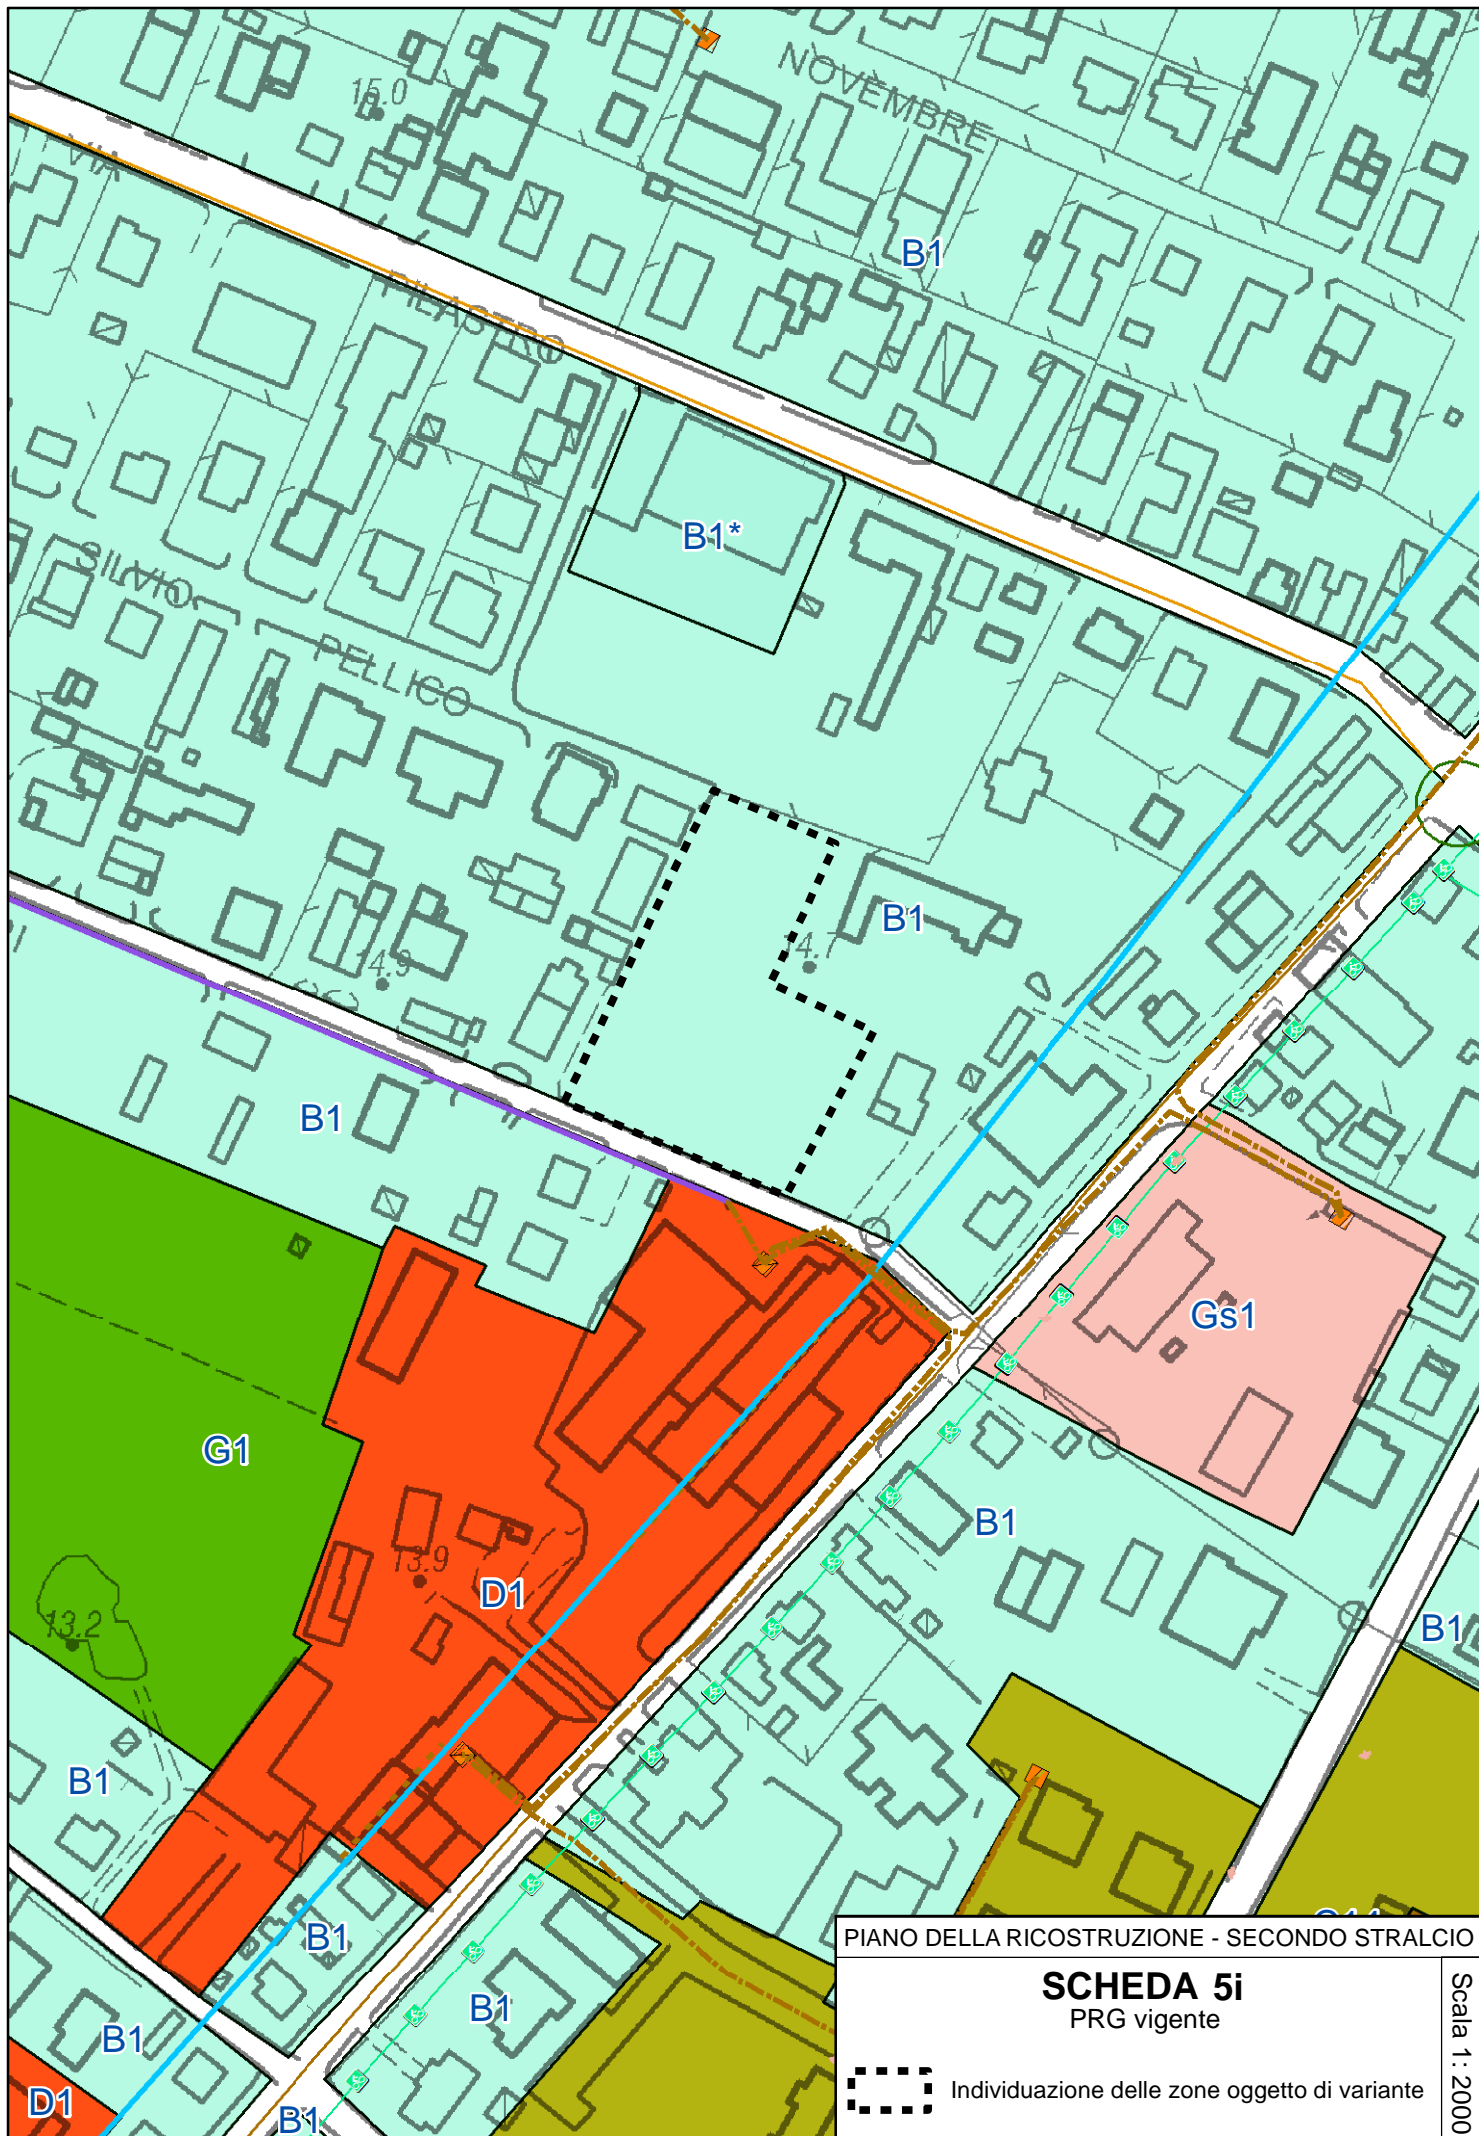 15.0
NOVEMBRE
VIA
B1
PILASTRO
B1*
SILVIO
PELLICO
B1
14.7
14.9
B1
Gs1
G1
B1
13.9
D1
13.2
B1
B1
B1
B1
B1
D1
B1
PIANO DELLA RICOSTRUZIONE - SECONDO STRALCIO
SCHEDA 5i
PRG vigente
Individuazione delle zone oggetto di variante
Scala 1: 2000